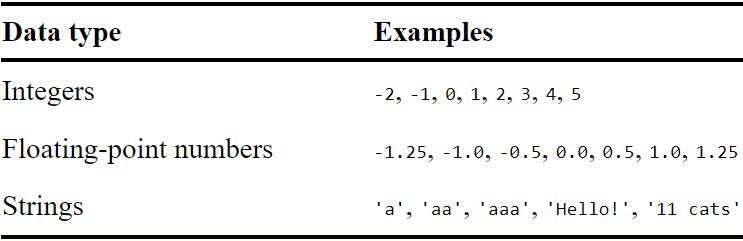 Data type Examples
Integers -2, -1, 0, 1, 2, 3, 4, 5
Floating-point numbers -1.25, -1.0, -0.5, 0.0, 0.5, 1.0, 1.25
Strings 'a', 'aa', 'aaa', 'Hello!', '11 cats'